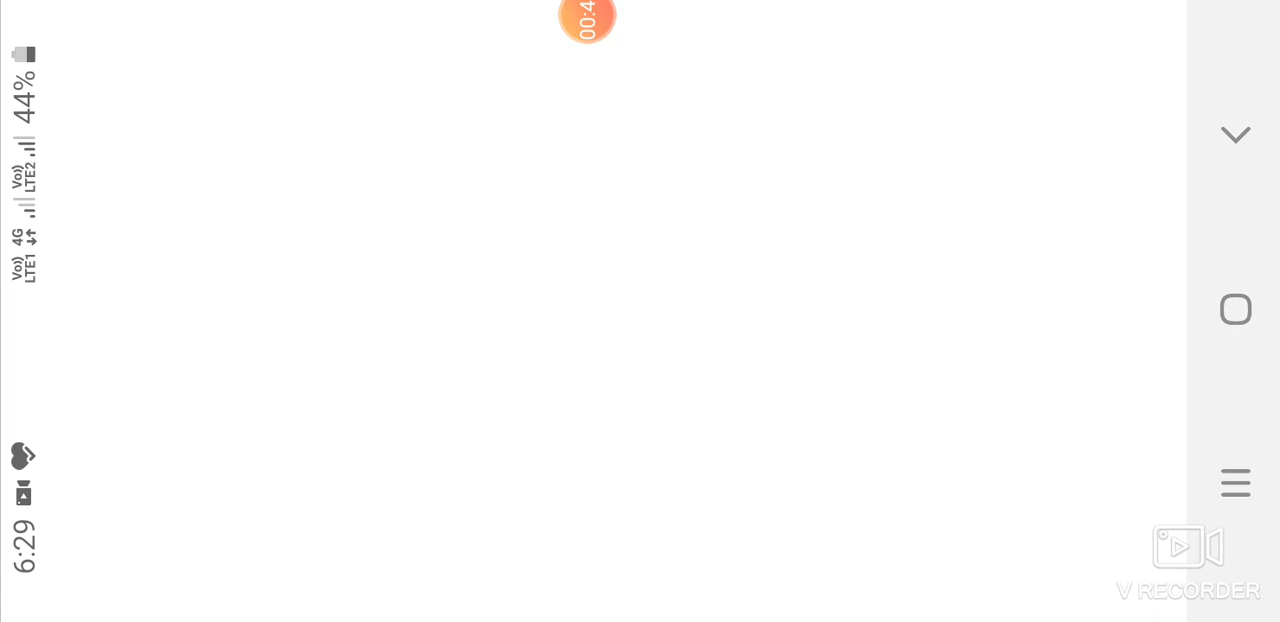 6:29
Vo)) 4G
LTE1
Vo))
LTE2
44%
00:4
V RECORDER